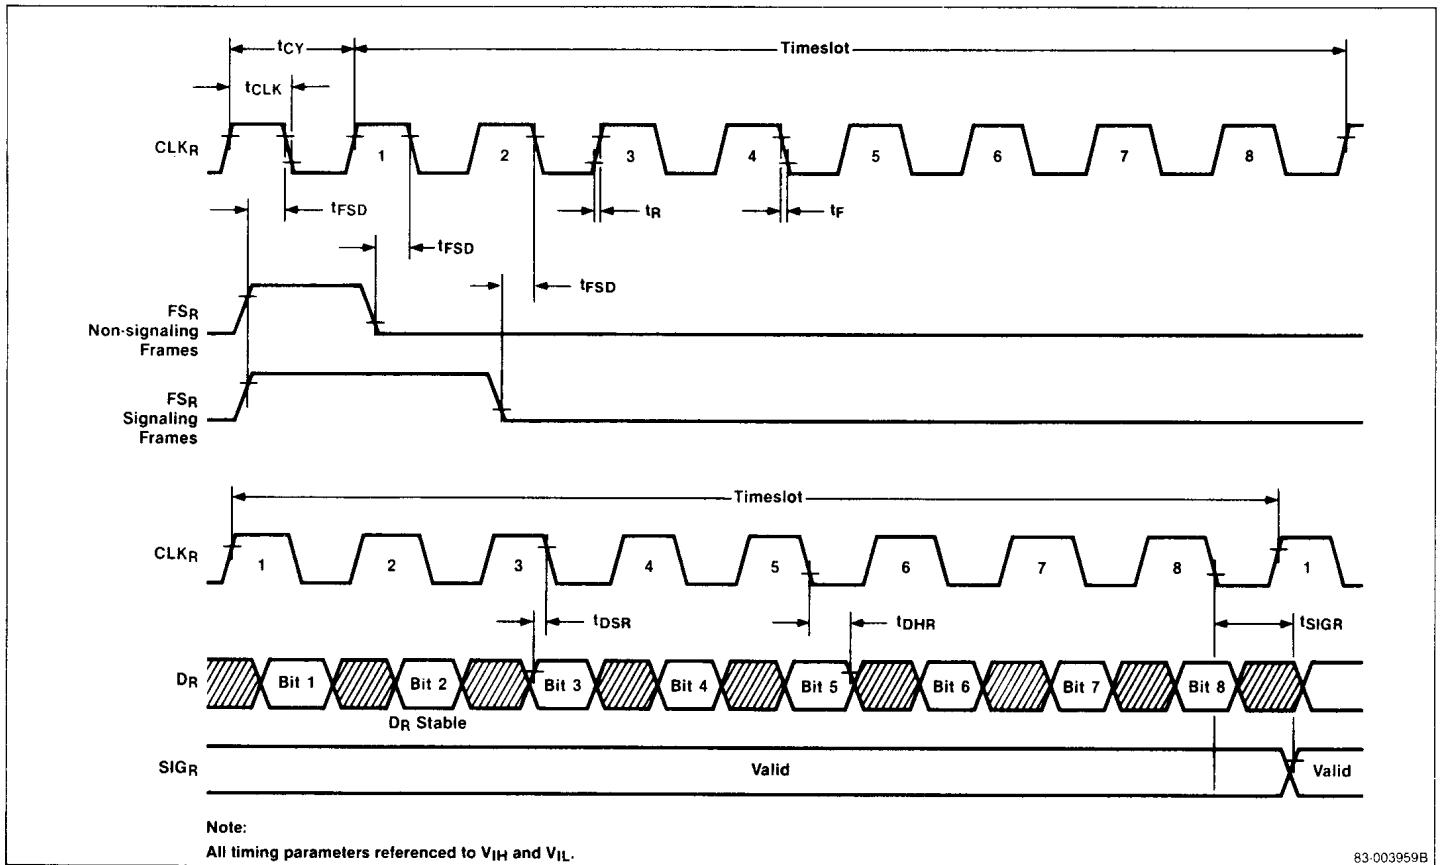 tCY
Timeslot
tCLK
CLKR
1 2 3 4 5 6 7 8
tFSD
tR
tF
tFSD
tFSD
FSR
Non-signaling
Frames
FSR
Signaling
Frames
Timeslot
CLKR
1 2 3 4 5 6 7 8 1
tDSR
tDHR
tSIGR
DR
Bit 1 Bit 2 Bit 3 Bit 4 Bit 5 Bit 6 Bit 7 Bit 8
DR Stable
SIGR
Valid
Valid
Note:
All timing parameters referenced to VIH and VIL.
83-003959B